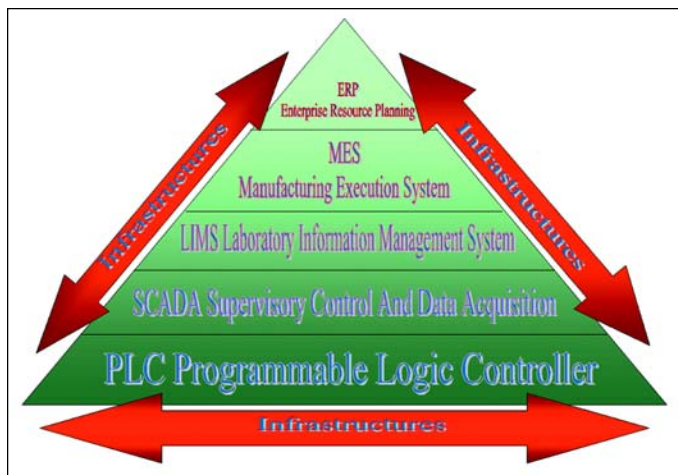 ERP
Enterprise Resource Planning
MES
Manufacturing Execution System
LIMS Laboratory Information Management System
SCADA Supervisory Control And Data Acquisition
PLC Programmable Logic Controller
Infrastructures
Infrastructures
Infrastructures